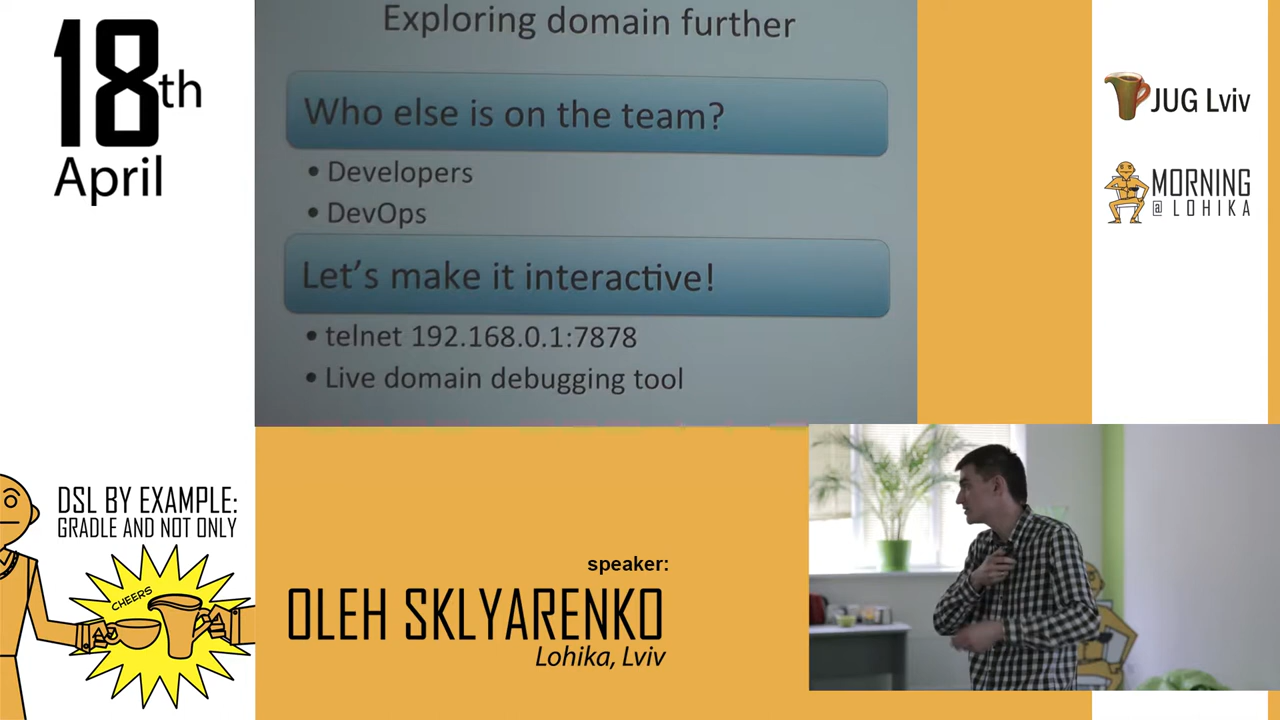 18th
April
Exploring domain further
Who else is on the team?
• Developers
• DevOps
Let's make it interactive!
• telnet 192.168.0.1:7878
• Live domain debugging tool
JUG Lviv
MORNING
@ LOHIKA
DSL BY EXAMPLE:
GRADLE AND NOT ONLY
CHEERS
speaker:
OLEH SKLYARENKO
Lohika, Lviv